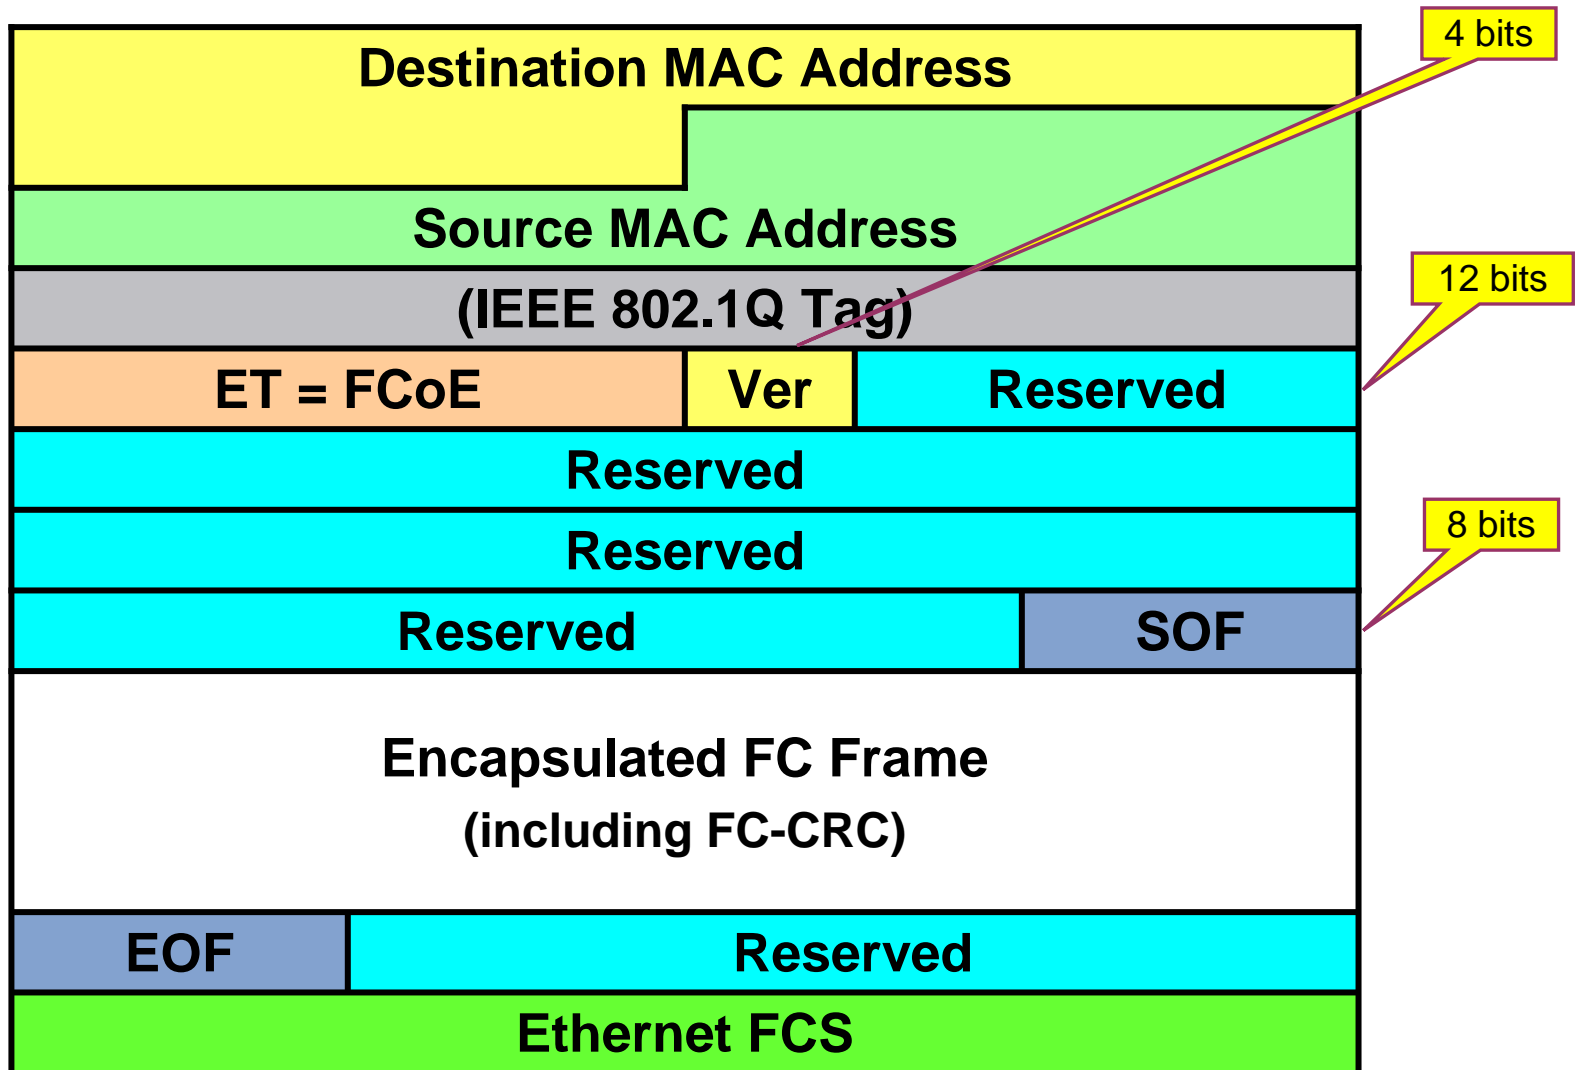 4 bits
Destination MAC Address
Source MAC Address
12 bits
(IEEE 802.1Q Tag)
ET = FCoE
Ver
Reserved
Reserved
8 bits
Reserved
Reserved
SOF
Encapsulated FC Frame
(including FC-CRC)
EOF
Reserved
Ethernet FCS